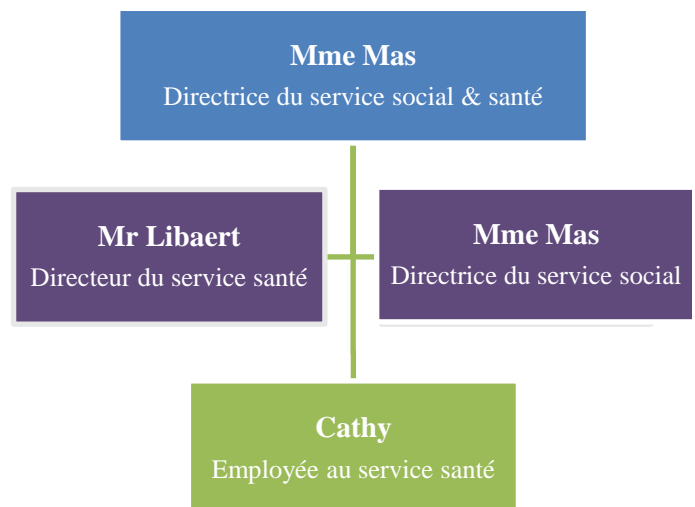 Mme Mas
Directrice du service social & santé
Mr Libaert
Directeur du service santé
Mme Mas
Directrice du service social
Cathy
Employée au service santé